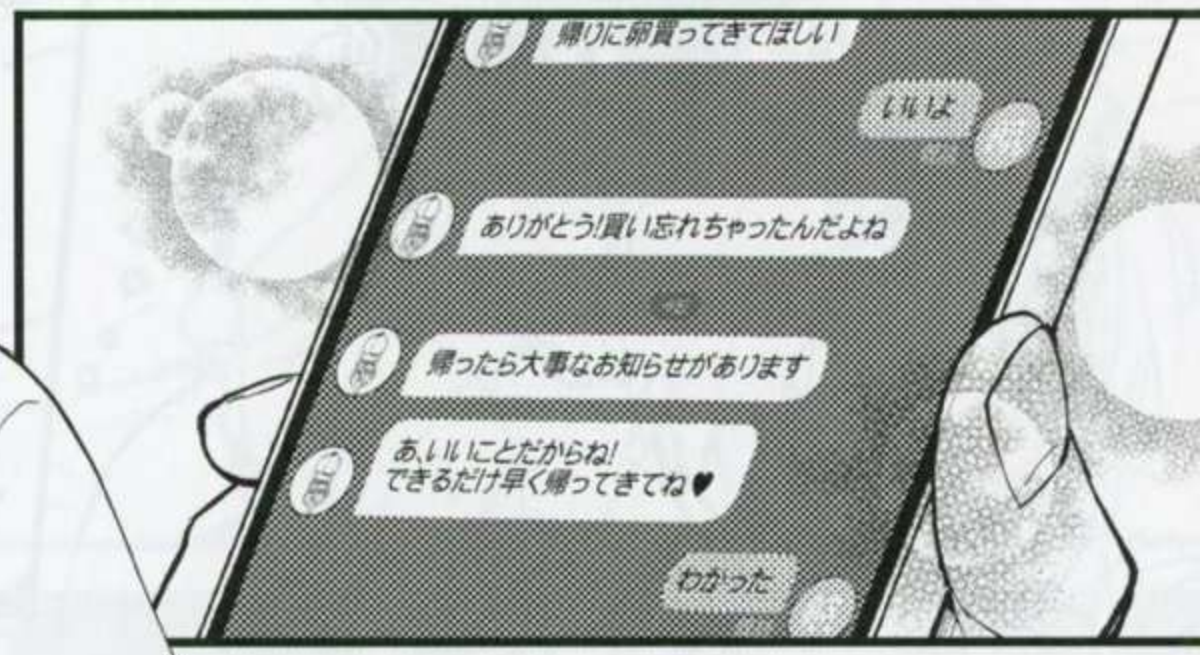 帰りに卵買ってきてほしい
いいよ
ありがとう!買い忘れちゃったんだよね
帰ったら大事なお知らせがあります
あ、いいことだからね!
できるだけ早く帰ってきてね♥
わかった